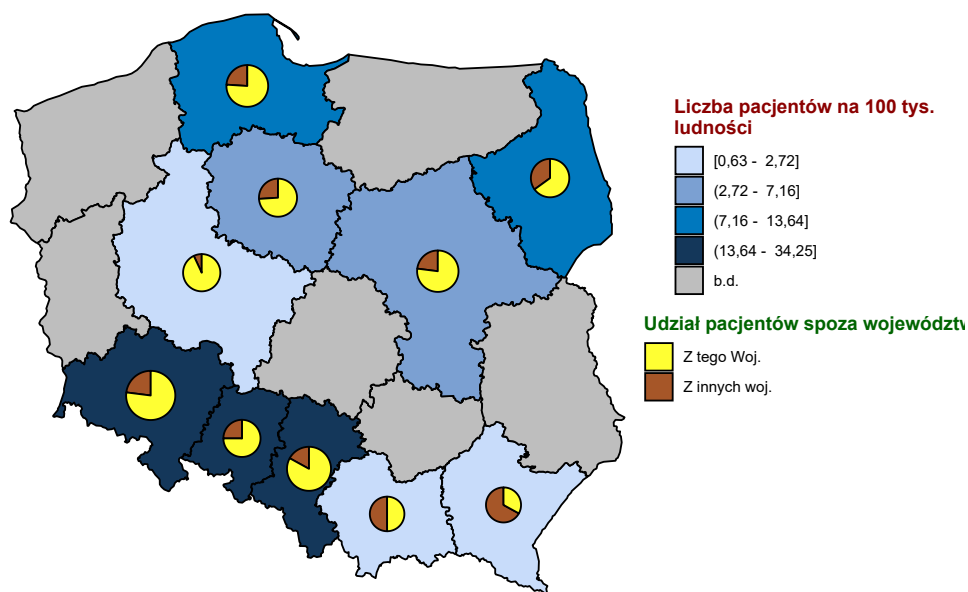 Liczba pacjentów na 100 tys.
ludności
[0,63 - 2,72]
(2,72 - 7,16]
(7,16 - 13,64]
(13,64 - 34,25]
b.d.
Udział pacjentów spoza województw
Z tego Woj.
Z innych woj.